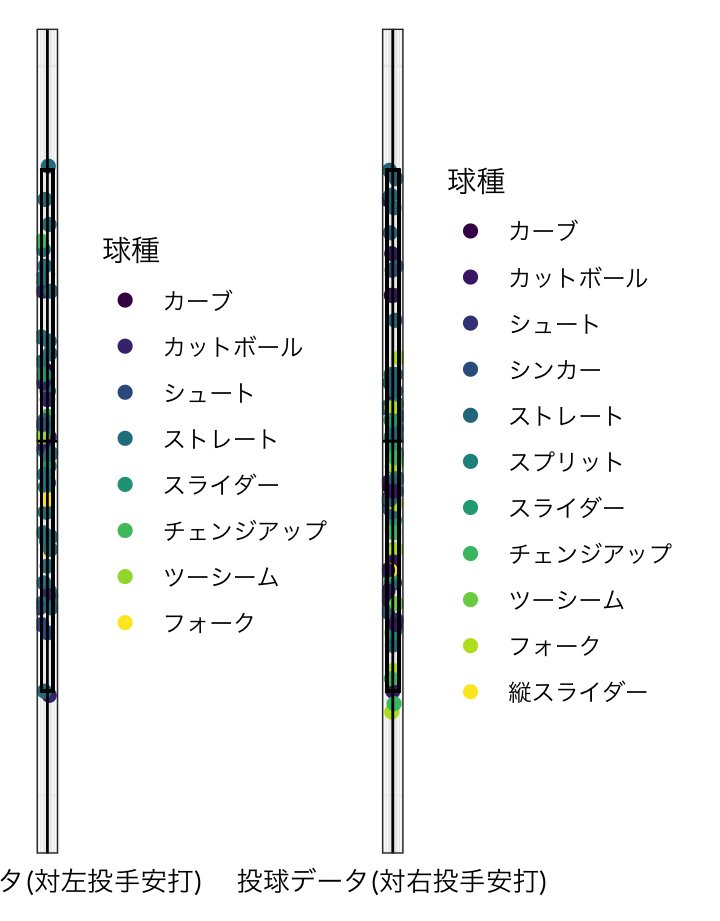 球種
カーブ
カットボール
シュート
ストレート
スライダー
チェンジアップ
ツーシーム
フォーク
タ(対左投手安打)
球種
カーブ
カットボール
シュート
シンカー
ストレート
スプリット
スライダー
チェンジアップ
ツーシーム
フォーク
縦スライダー
投球データ(対右投手安打)